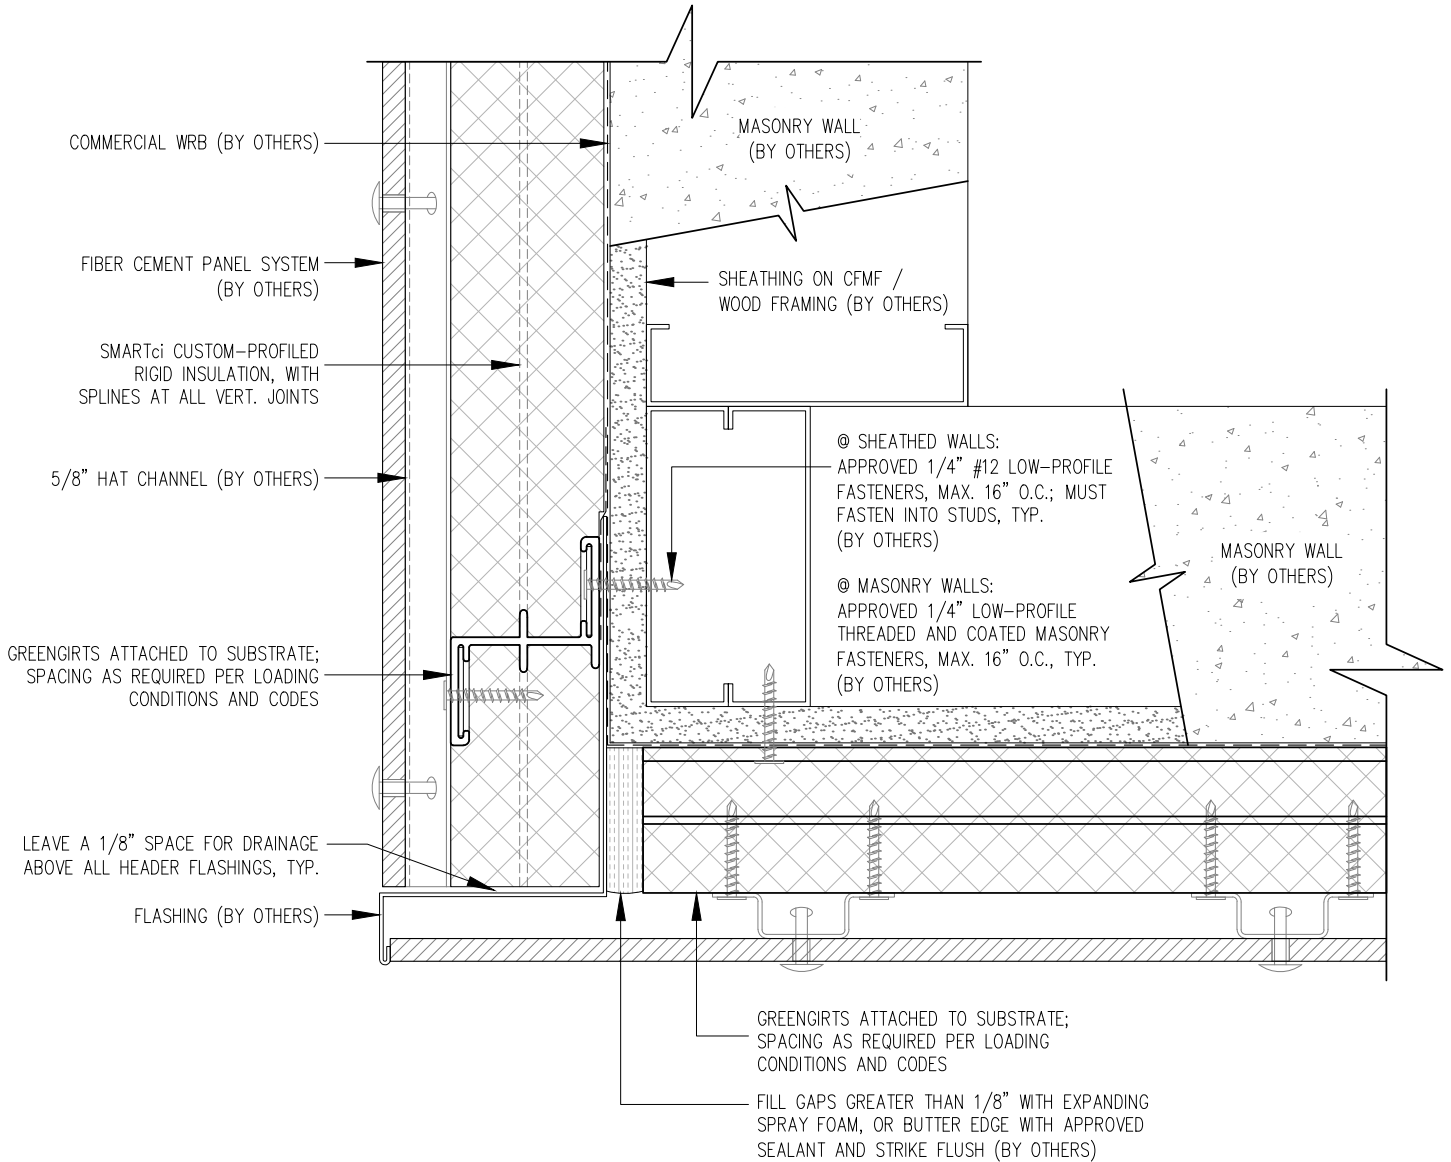 COMMERCIAL WRB (BY OTHERS)
FIBER CEMENT PANEL SYSTEM
(BY OTHERS)
SMARTci CUSTOM-PROFILED
RIGID INSULATION, WITH
SPLINES AT ALL VERT. JOINTS
5/8" HAT CHANNEL (BY OTHERS)
GREENGIRTS ATTACHED TO SUBSTRATE;
SPACING AS REQUIRED PER LOADING
CONDITIONS AND CODES
LEAVE A 1/8" SPACE FOR DRAINAGE
ABOVE ALL HEADER FLASHINGS, TYP.
FLASHING (BY OTHERS)
MASONRY WALL
(BY OTHERS)
SHEATHING ON CFMF /
WOOD FRAMING (BY OTHERS)
@ SHEATHED WALLS:
APPROVED 1/4" #12 LOW-PROFILE
FASTENERS, MAX. 16" O.C.; MUST
FASTEN INTO STUDS, TYP.
(BY OTHERS)
@ MASONRY WALLS:
APPROVED 1/4" LOW-PROFILE
THREADED AND COATED MASONRY
FASTENERS, MAX. 16" O.C., TYP.
(BY OTHERS)
MASONRY WALL
(BY OTHERS)
GREENGIRTS ATTACHED TO SUBSTRATE;
SPACING AS REQUIRED PER LOADING
CONDITIONS AND CODES
FILL GAPS GREATER THAN 1/8" WITH EXPANDING
SPRAY FOAM, OR BUTTER EDGE WITH APPROVED
SEALANT AND STRIKE FLUSH (BY OTHERS)